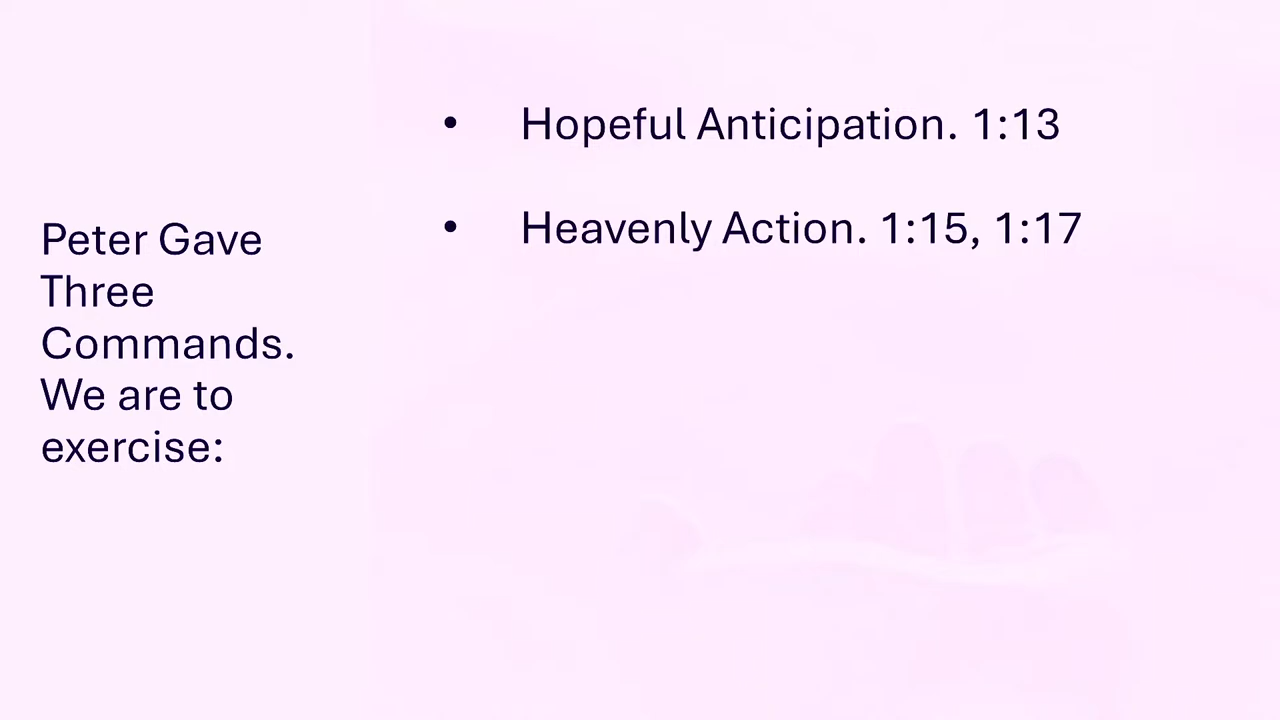 Peter Gave
Three
Commands.
We are to
exercise:
• Hopeful Anticipation. 1:13
• Heavenly Action. 1:15, 1:17